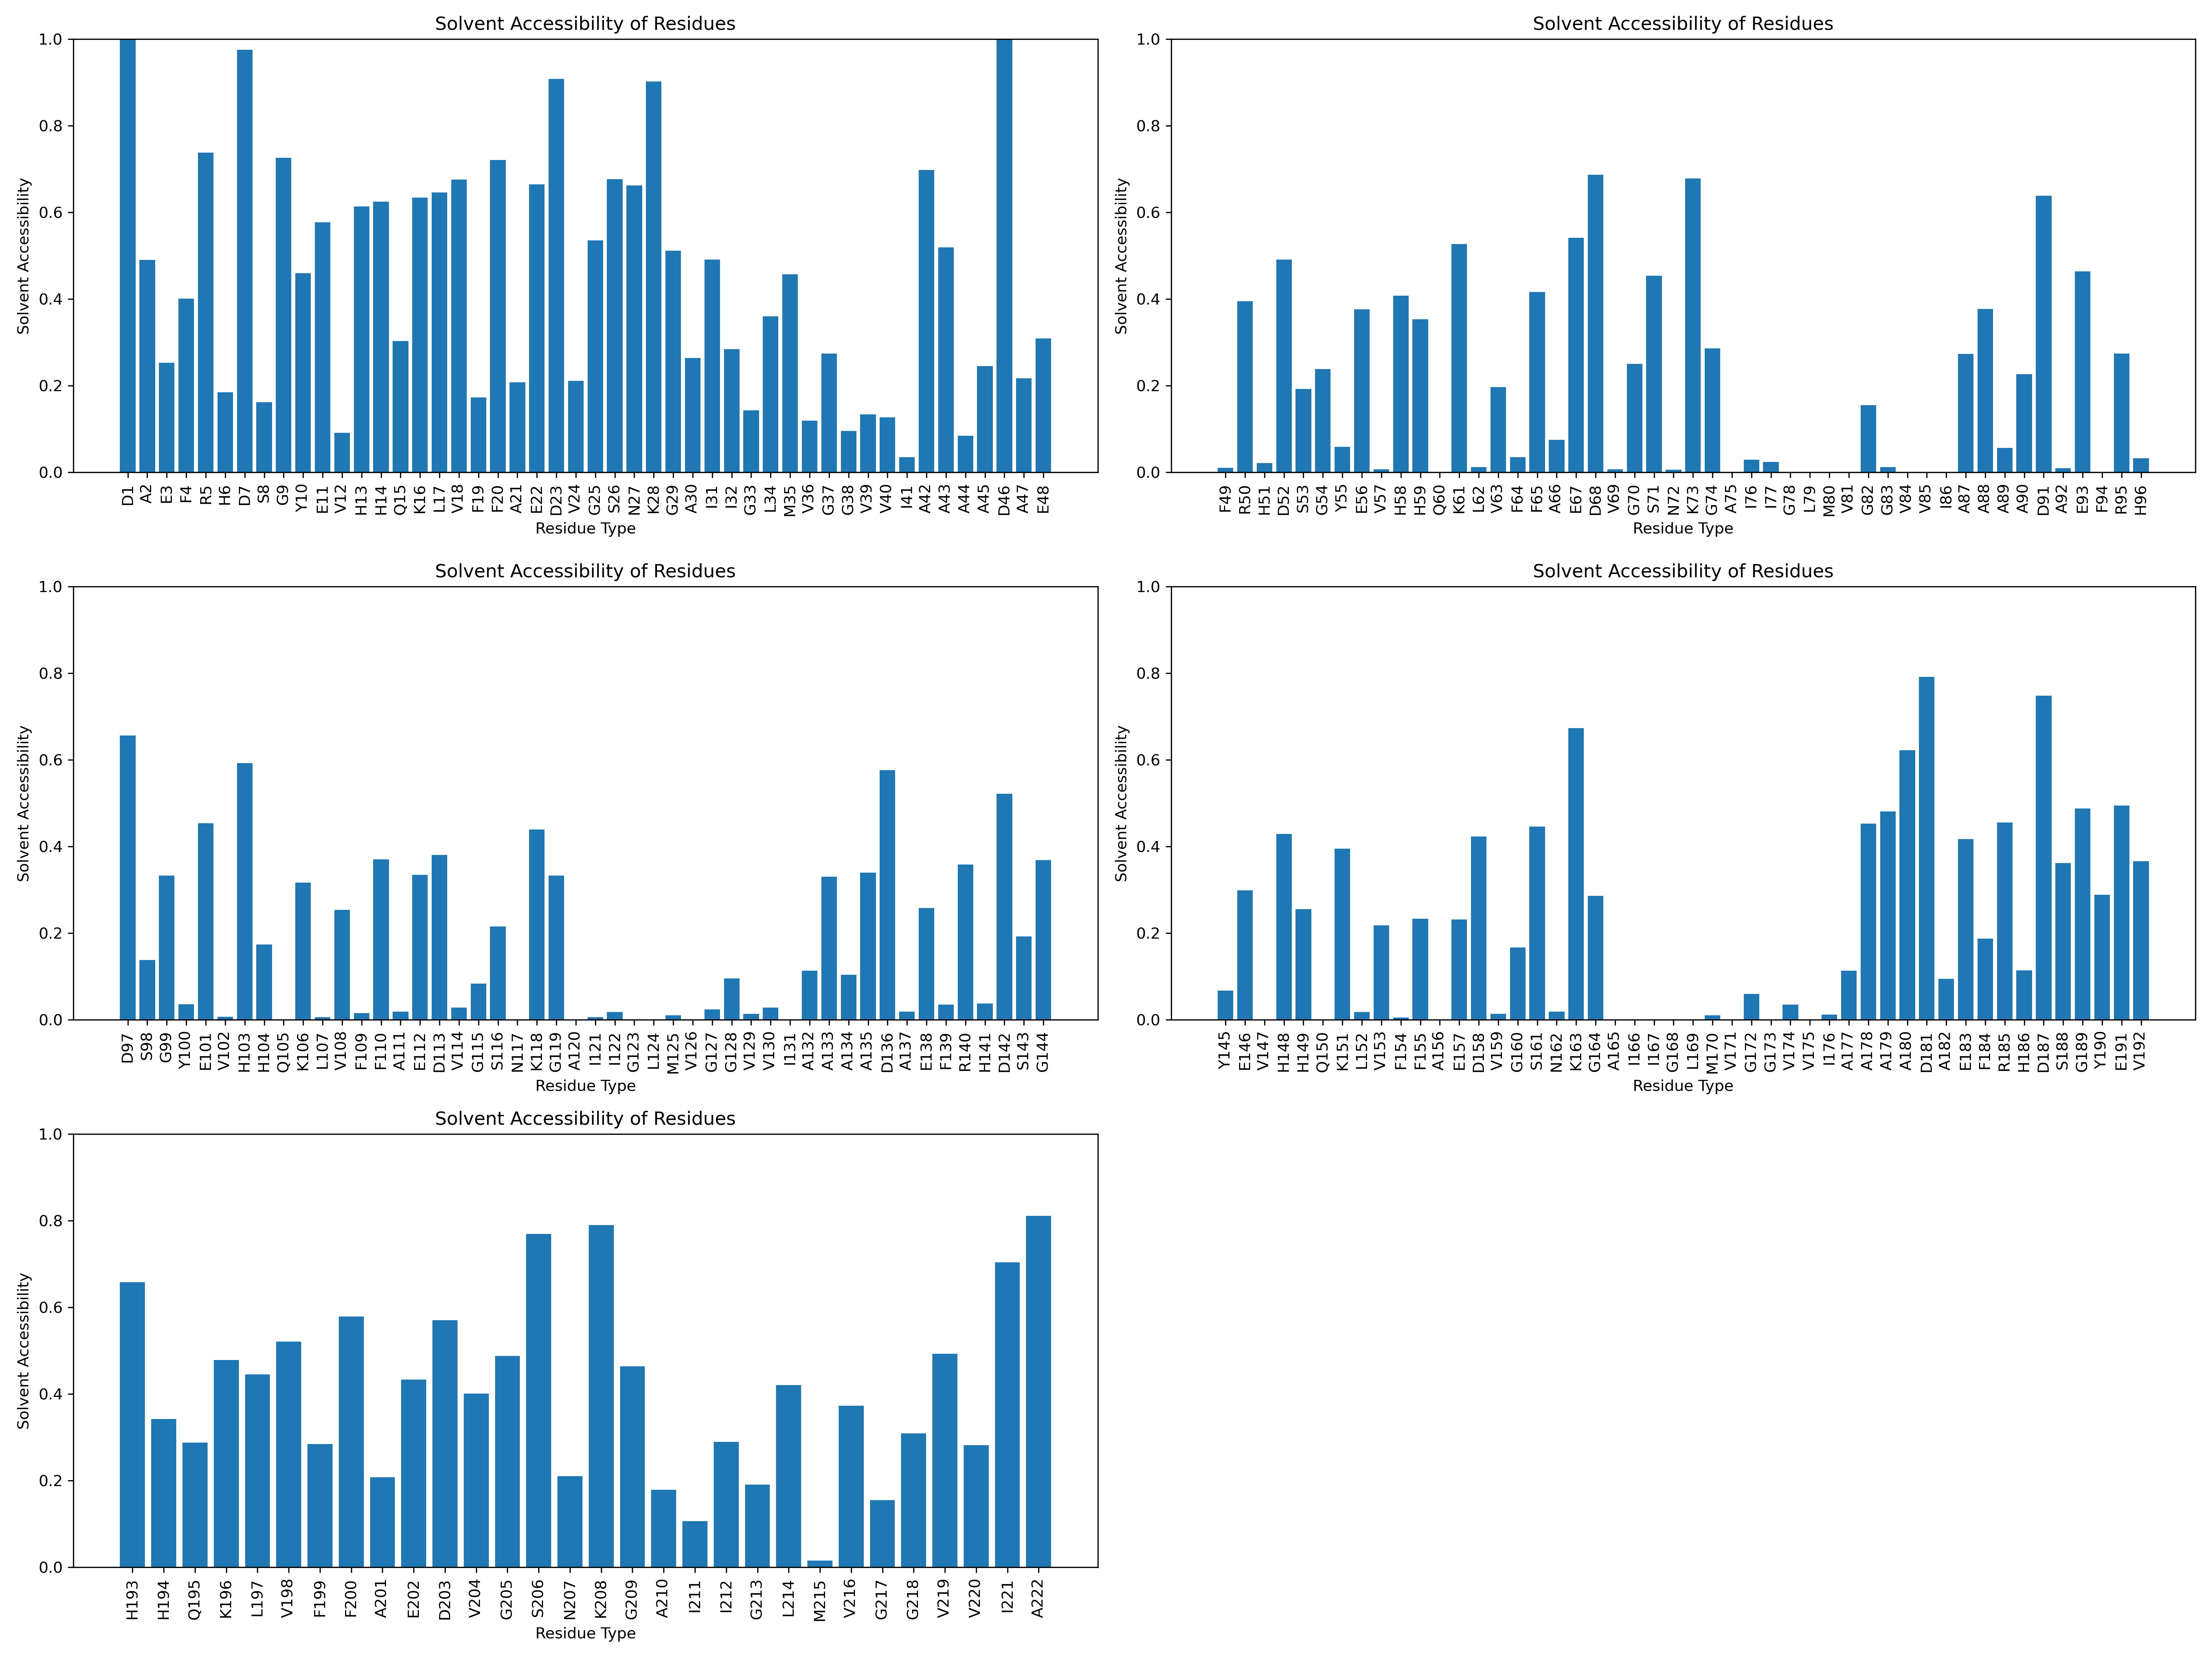 Solvent Accessibility of Residues
1.0
0.8
0.6
0.4
0.2
0.0
Solvent Accessibility
D1 A2 E3 F4 R5 H6 D7 S8 G9 Y10 E11 V12 H13 H14 Q15 K16 L17 V18 F19 F20 A21 E22 D23 V24 G25 S26 N27 K28 G29 A30 I31 I32 G33 L34 M35 V36 G37 G38 V39 V40 I41 A42 A43 A44 A45 D46 A47 E48
Residue Type
Solvent Accessibility of Residues
1.0
0.8
0.6
0.4
0.2
0.0
Solvent Accessibility
F49 R50 H51 D52 S53 G54 Y55 E56 V57 H58 H59 Q60 K61 L62 V63 F64 F65 A66 E67 D68 V69 G70 S71 N72 K73 G74 A75 I76 I77 G78 L79 M80 V81 G82 G83 V84 V85 I86 A87 A88 A89 A90 D91 A92 E93 F94 R95 H96
Residue Type
Solvent Accessibility of Residues
1.0
0.8
0.6
0.4
0.2
0.0
Solvent Accessibility
D97 S98 G99 Y100 E101 V102 H103 H104 Q105 K106 L107 V108 F109 F110 A111 E112 D113 V114 G115 S116 N117 K118 G119 A120 I121 I122 G123 L124 M125 V126 G127 G128 V129 V130 I131 A132 A133 A134 A135 D136 A137 E138 F139 R140 H141 D142 S143 G144
Residue Type
Solvent Accessibility of Residues
1.0
0.8
0.6
0.4
0.2
0.0
Solvent Accessibility
Y145 E146 V147 H148 H149 Q150 K151 L152 V153 F154 F155 A156 E157 D158 V159 G160 S161 N162 K163 G164 A165 I166 I167 G168 L169 M170 V171 G172 G173 V174 V175 I176 A177 A178 A179 A180 D181 A182 E183 F184 R185 H186 D187 S188 G189 Y190 E191 V192
Residue Type
Solvent Accessibility of Residues
1.0
0.8
0.6
0.4
0.2
0.0
Solvent Accessibility
H193 H194 Q195 K196 L197 V198 F199 F200 A201 E202 D203 V204 G205 S206 N207 K208 G209 A210 I211 I212 G213 L214 M215 V216 G217 G218 V219 V220 I221 A222
Residue Type